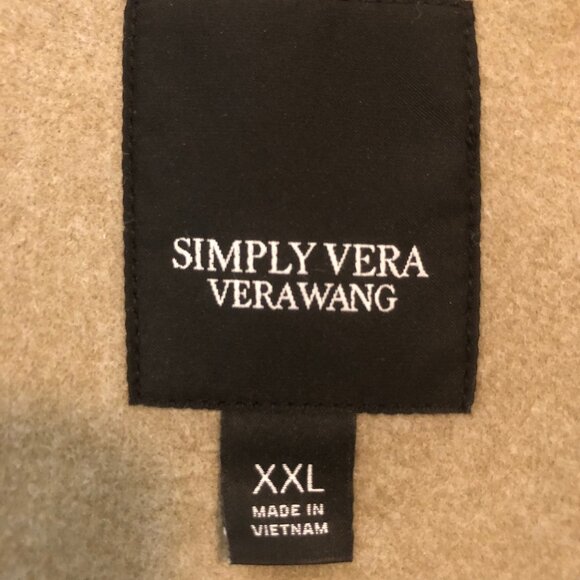 SIMPLY VERA
VERAWANG
XXL
MADE IN
VIETNAM